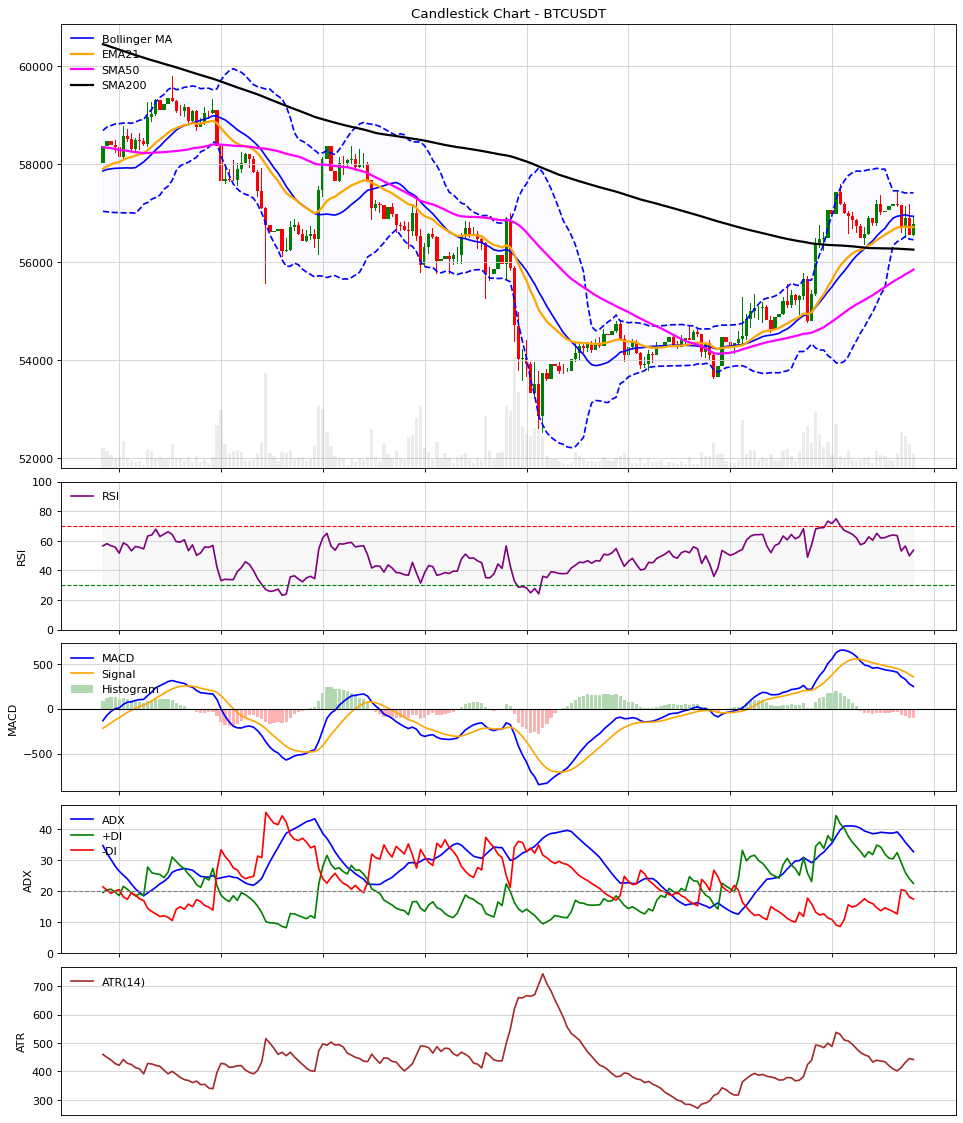 Candlestick Chart - BTCUSDT
Bollinger MA
EMA21
SMA50
SMA200
60000
58000
56000
54000
52000
RSI
100
80
60
40
20
0
RSI
MACD
Signal
Histogram
500
0
−500
MACD
ADX
+DI
-DI
40
30
20
10
0
ADX
ATR(14)
700
600
500
400
300
ATR